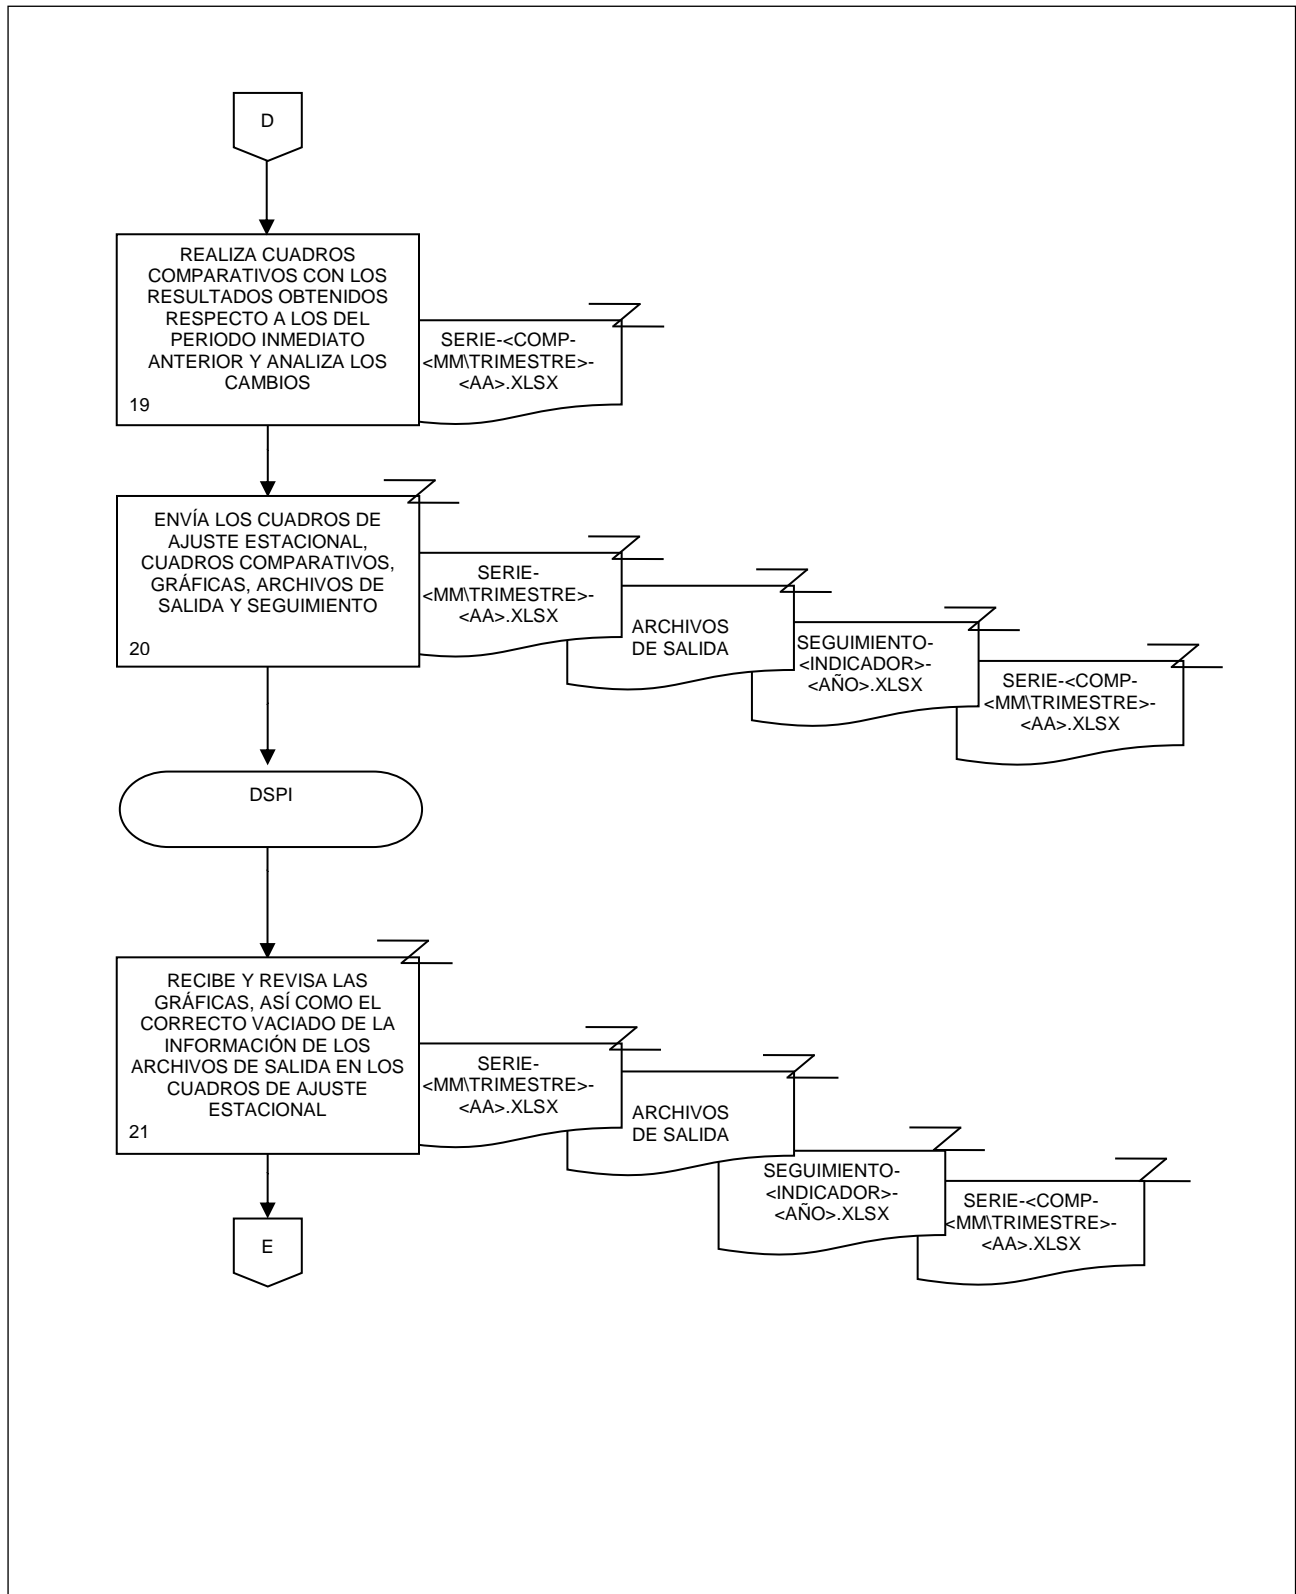 D
REALIZA CUADROS
COMPARATIVOS CON LOS
RESULTADOS OBTENIDOS
RESPECTO A LOS DEL
PERIODO INMEDIATO
ANTERIOR Y ANALIZA LOS
CAMBIOS
19
SERIE-<COMP-
<MM\TRIMESTRE>-
<AA>.XLSX
ENVÍA LOS CUADROS DE
AJUSTE ESTACIONAL,
CUADROS COMPARATIVOS,
GRÁFICAS, ARCHIVOS DE
SALIDA Y SEGUIMIENTO
20
SERIE-
<MM\TRIMESTRE>-
<AA>.XLSX
ARCHIVOS
DE SALIDA
SEGUIMIENTO-
<INDICADOR>-
<AÑO>.XLSX
SERIE-<COMP-
<MM\TRIMESTRE>-
<AA>.XLSX
DSPI
RECIBE Y REVISA LAS
GRÁFICAS, ASÍ COMO EL
CORRECTO VACIADO DE LA
INFORMACIÓN DE LOS
ARCHIVOS DE SALIDA EN LOS
CUADROS DE AJUSTE
ESTACIONAL
21
SERIE-
<MM\TRIMESTRE>-
<AA>.XLSX
ARCHIVOS
DE SALIDA
SEGUIMIENTO-
<INDICADOR>-
<AÑO>.XLSX
SERIE-<COMP-
<MM\TRIMESTRE>-
<AA>.XLSX
E